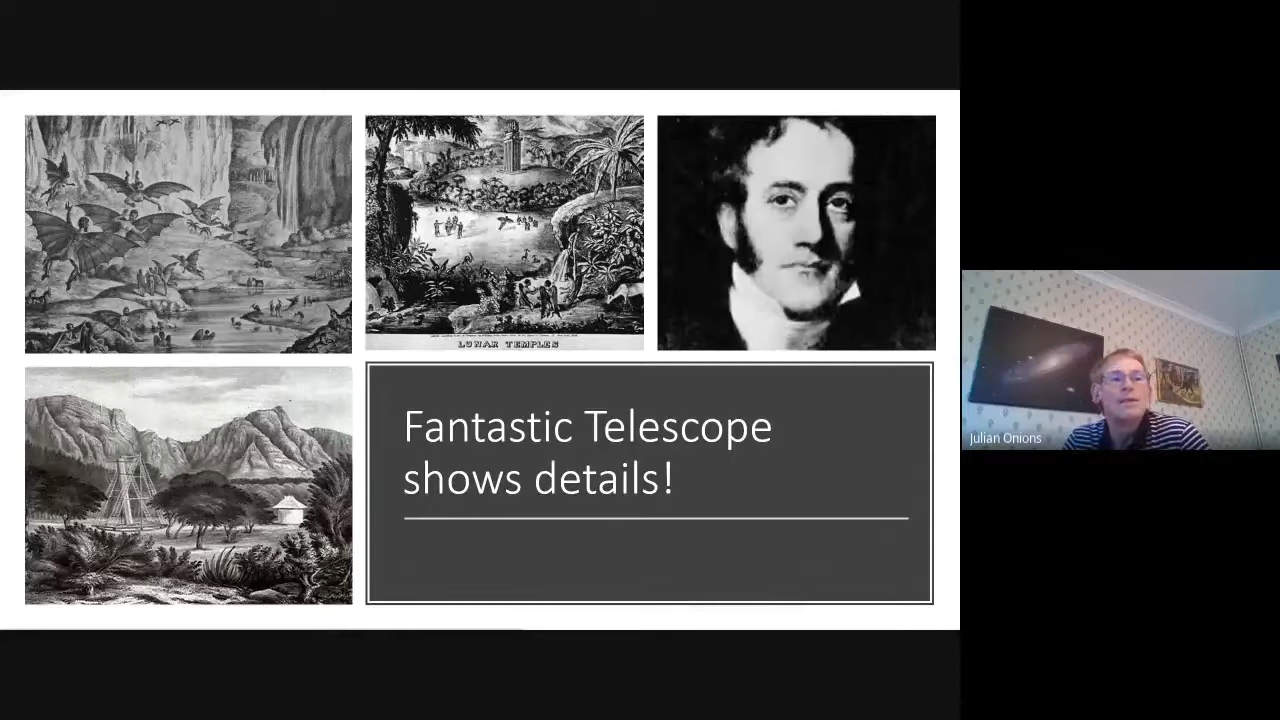 LUNAR TEMPLES
Fantastic Telescope
shows details!
Julian Onions